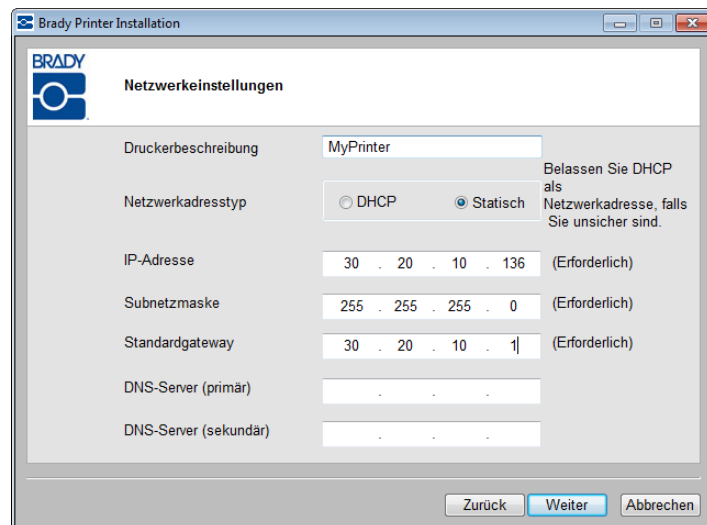 Brady Printer Installation
BRADY
Netzwerkeinstellungen
Druckerbeschreibung MyPrinter
Netzwerkadresstyp DHCP Statisch
Belassen Sie DHCP
als
Netzwerkadresse, falls
Sie unsicher sind.
IP-Adresse 30 . 20 . 10 . 136 (Erforderlich)
Subnetzmaske 255 . 255 . 255 . 0 (Erforderlich)
Standardgateway 30 . 20 . 10 . 1 (Erforderlich)
DNS-Server (primär) . . .
DNS-Server (sekundär) . . .
Zurück Weiter Abbrechen